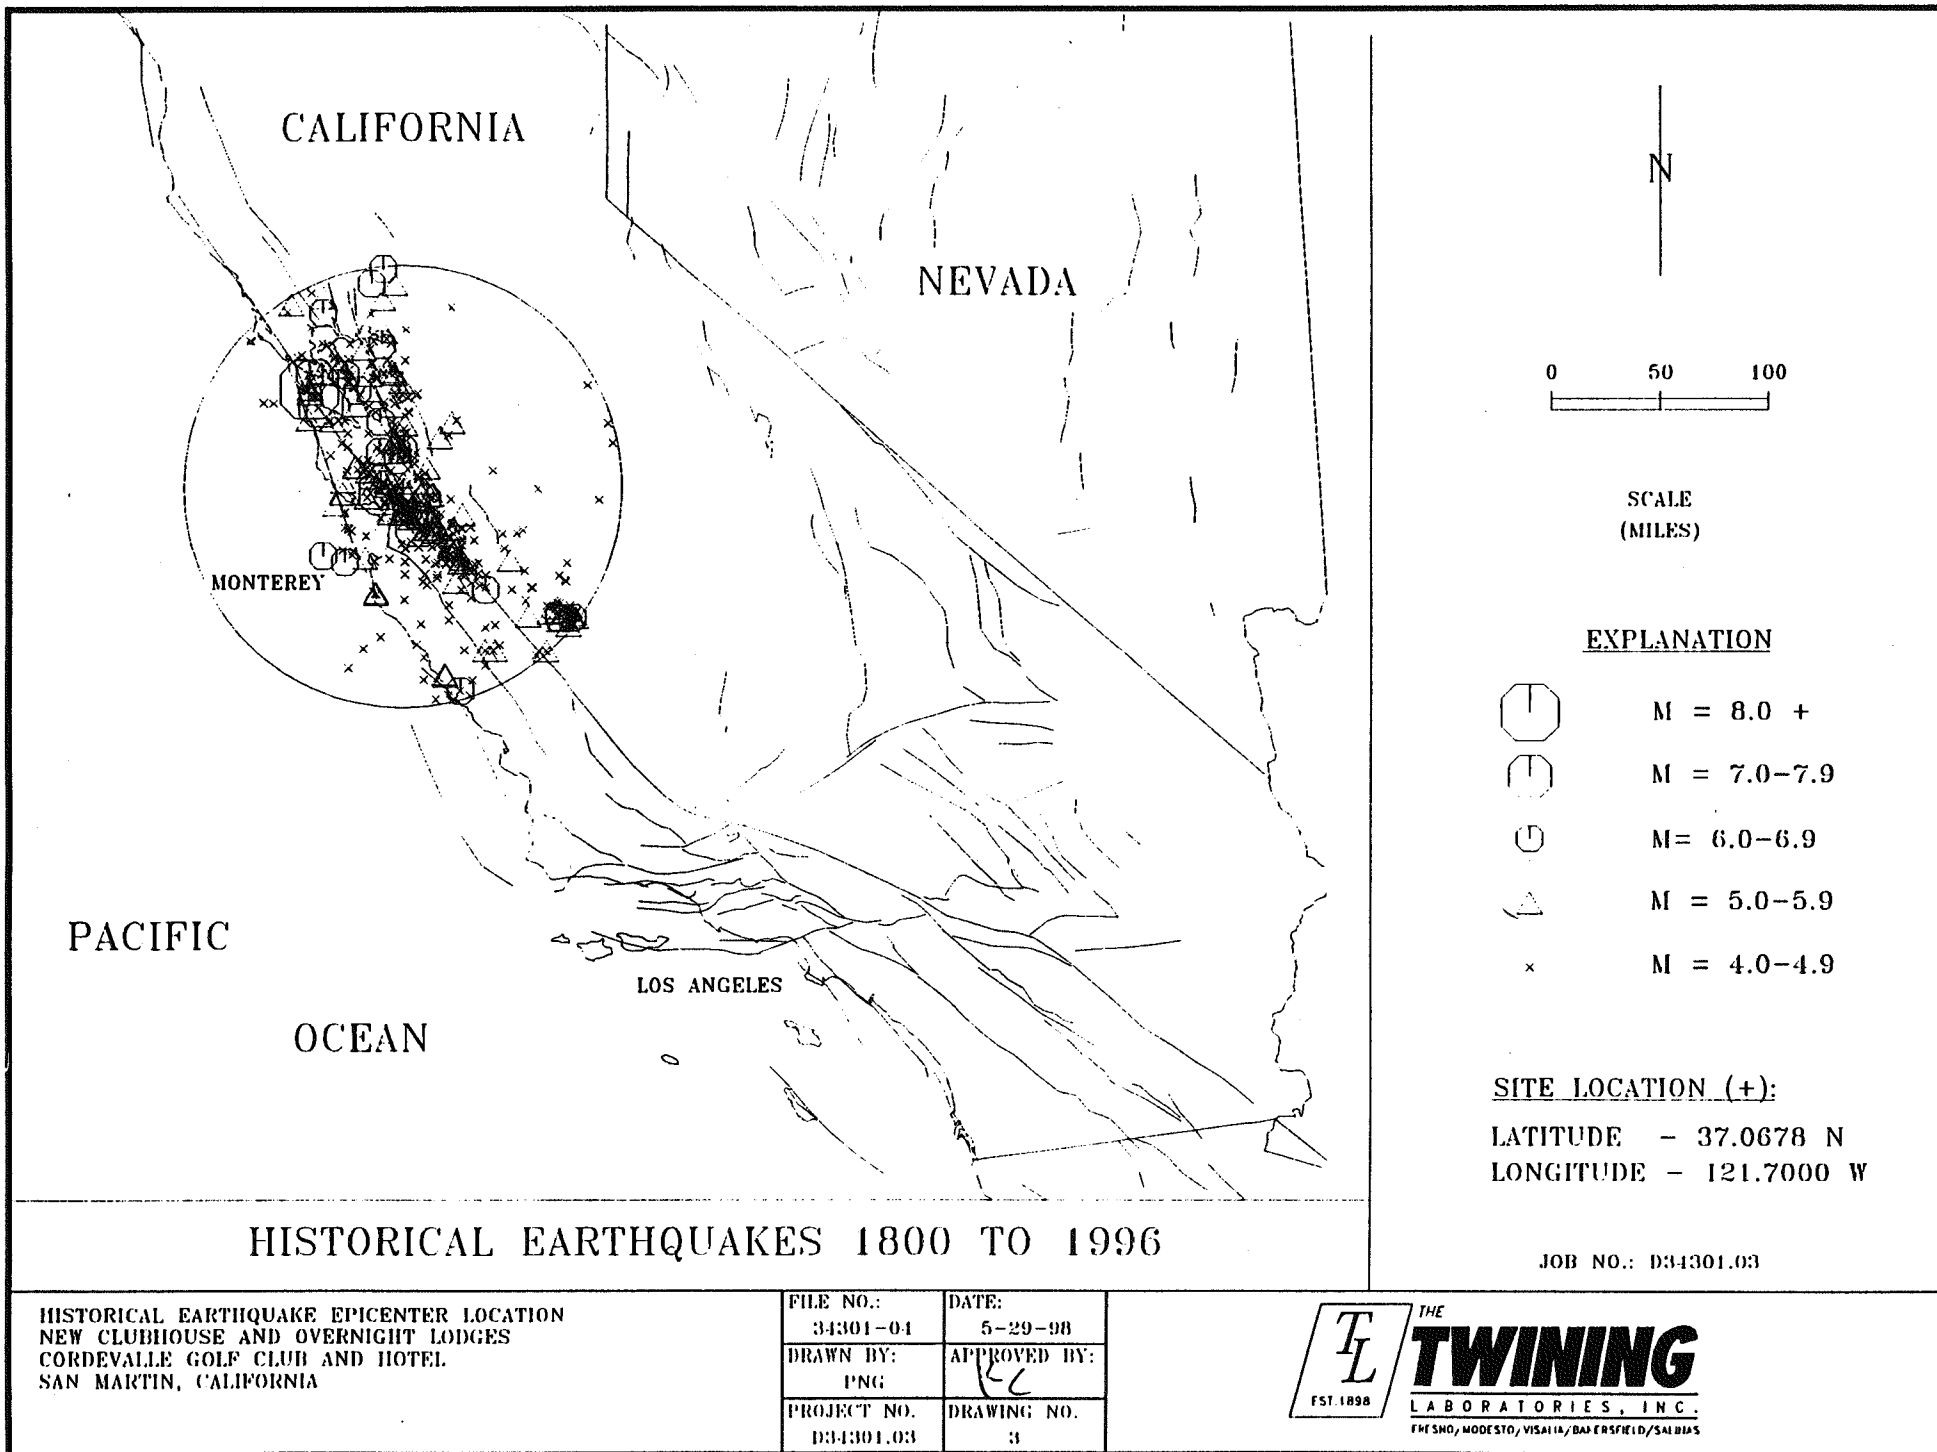 CALIFORNIA
NEVADA
MONTEREY
PACIFIC
OCEAN
LOS ANGELES
N
0 50 100
SCALE
(MILES)
EXPLANATION
M = 8.0 +
M = 7.0-7.9
M= 6.0-6.9
M = 5.0-5.9
M = 4.0-4.9
SITE LOCATION (+):
LATITUDE - 37.0678 N
LONGITUDE - 121.7000 W
JOB NO.: D34301.03
HISTORICAL EARTHQUAKES 1800 TO 1996
HISTORICAL EARTHQUAKE EPICENTER LOCATION
NEW CLUBHOUSE AND OVERNIGHT LODGES
CORDEVALLE GOLF CLUB AND HOTEL
SAN MARTIN, CALIFORNIA
FILE NO.:
34301-04
DATE:
5-29-98
DRAWN BY:
PNG
APPROVED BY:
PROJECT NO.
D34301.03
DRAWING NO.
3
TL
EST.1898
THE
TWINING
LABORATORIES, INC.
FRESNO/MODESTO/VISALIA/BAKERSFIELD/SALINAS